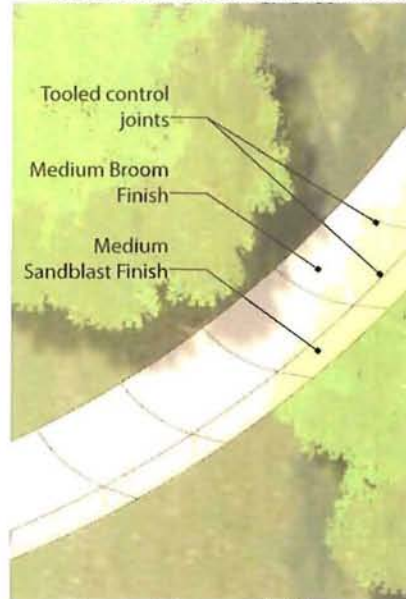 Tooled control
joints
Medium Broom
Finish
Medium
Sandblast Finish